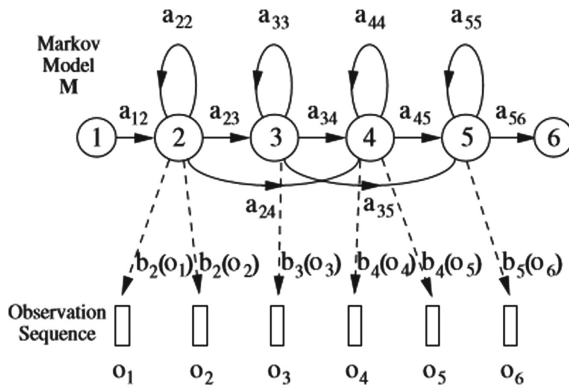 a22 a33 a44 a55
Markov
Model
M
a12 a23 a34 a45 a56
1 2 3 4 5 6
a24 a35
b2(o1) b2(o2) b3(o3) b4(o4) b4(o5) b5(o6)
Observation
Sequence
o1 o2 o3 o4 o5 o6